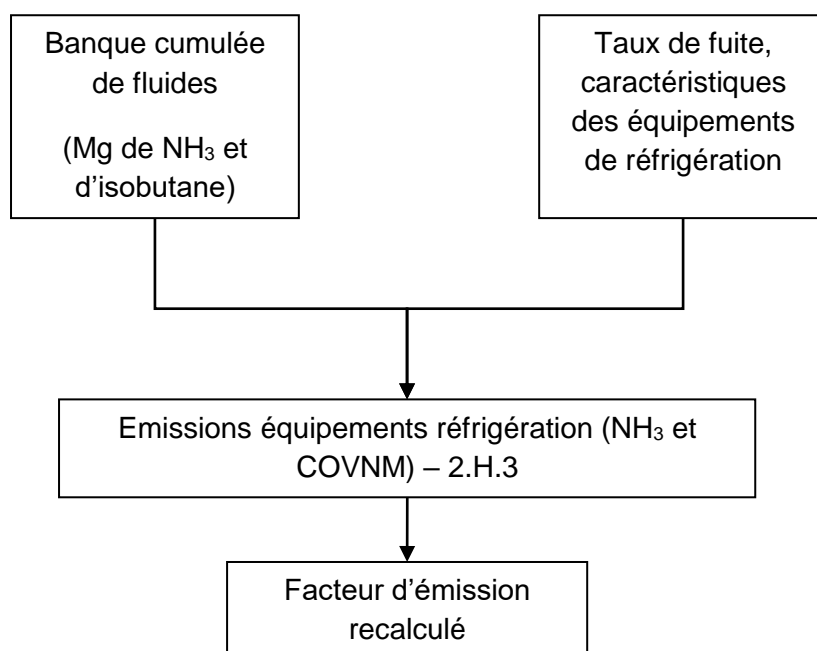 Banque cumulée
de fluides
(Mg de NH₃ et
d’isobutane)
Taux de fuite,
caractéristiques
des équipements
de réfrigération
Emissions équipements réfrigération (NH₃ et
COVNM) – 2.H.3
Facteur d’émission
recalculé